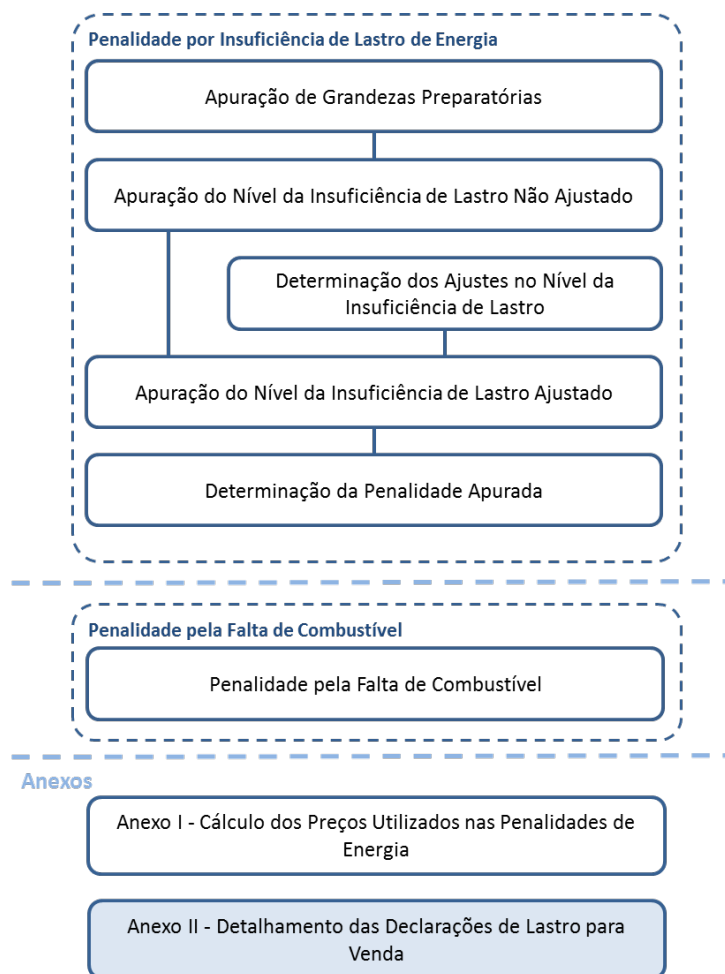 Penalidade por Insuficiência de Lastro de Energia
Apuração de Grandezas Preparatórias
Apuração do Nível da Insuficiência de Lastro Não Ajustado
Determinação dos Ajustes no Nível da
Insuficiência de Lastro
Apuração do Nível da Insuficiência de Lastro Ajustado
Determinação da Penalidade Apurada
Penalidade pela Falta de Combustível
Penalidade pela Falta de Combustível
Anexos
Anexo I - Cálculo dos Preços Utilizados nas Penalidades de
Energia
Anexo II - Detalhamento das Declarações de Lastro para
Venda